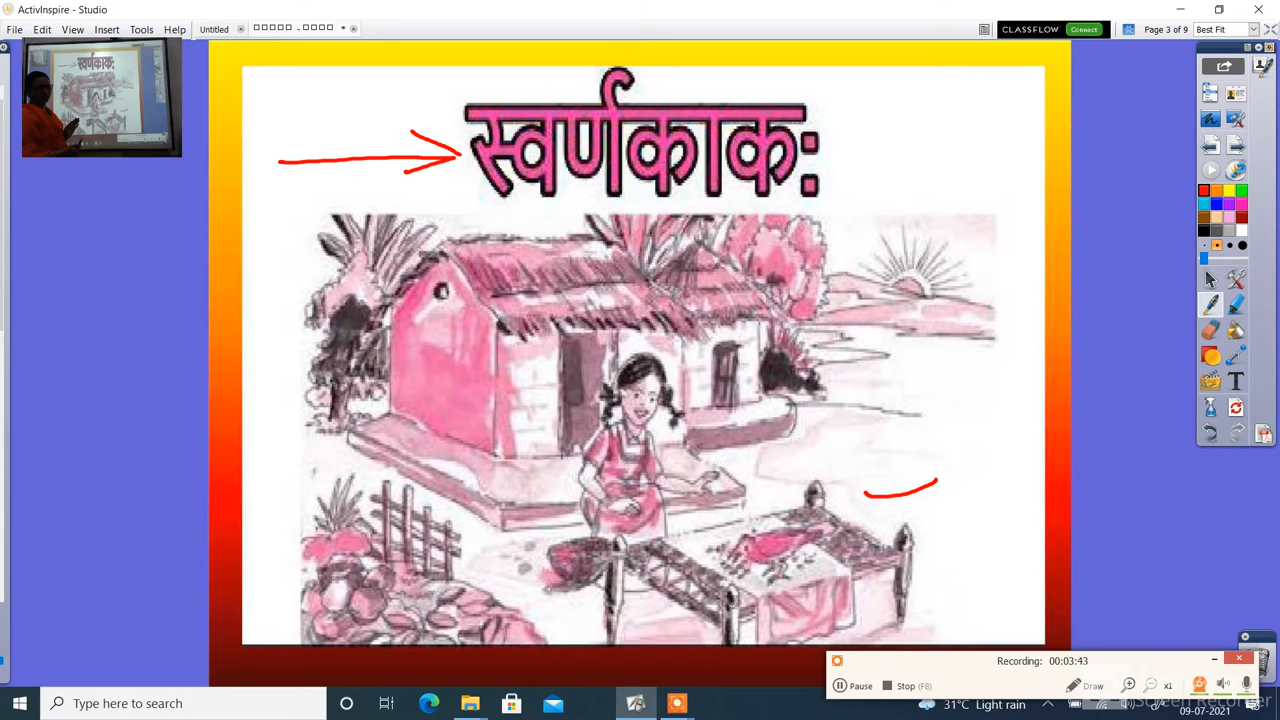 ActivInspire - Studio
File Edit View Insert Tools Help
Untitled
CLASSFLOW Connect
Page 3 of 9
Best Fit
स्वर्णकाकः
Recording: 00:03:43
Pause
Stop (F8)
x1
Draw
Screen Recorder
Type here to search
31°C Light rain
09-07-2021